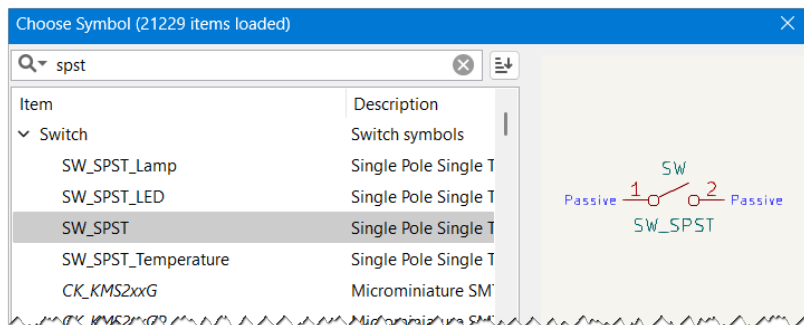 Choose Symbol (21229 items loaded)
spst
Item Description
Switch Switch symbols
SW_SPST_Lamp Single Pole Single T
SW_SPST_LED Single Pole Single T
SW_SPST Single Pole Single T
SW_SPST_Temperature Single Pole Single T
CK_KMS2xxG Microminiature SMT
SW
Passive 1 2 Passive
SW_SPST